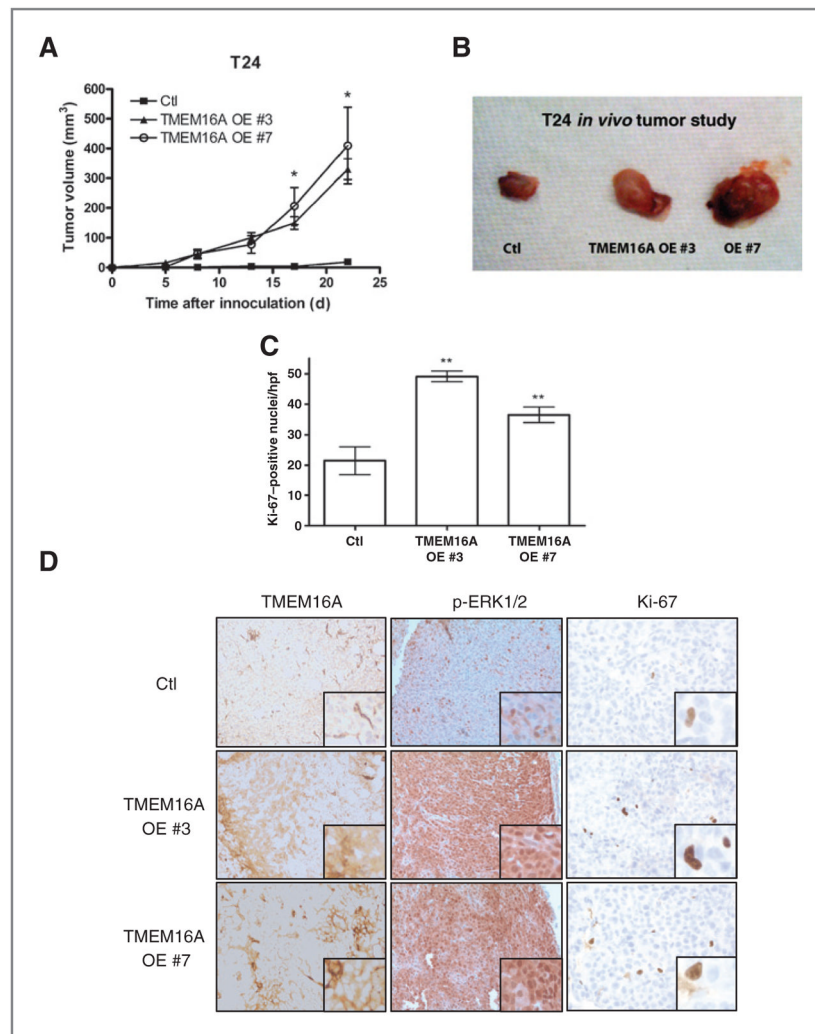 A
T24
Tumor volume (mm³)
600
500
400
300
200
100
0
Ctl
TMEM16A OE #3
TMEM16A OE #7
*
*
0 5 10 15 20 25
Time after innoculation (d)
B
T24 in vivo tumor study
Ctl TMEM16A OE #3 OE #7
C
Ki-67–positive nuclei/hpf
50
40
30
20
10
0
**
**
Ctl TMEM16A TMEM16A
OE #3 OE #7
D
TMEM16A p-ERK1/2 Ki-67
Ctl
TMEM16A
OE #3
TMEM16A
OE #7